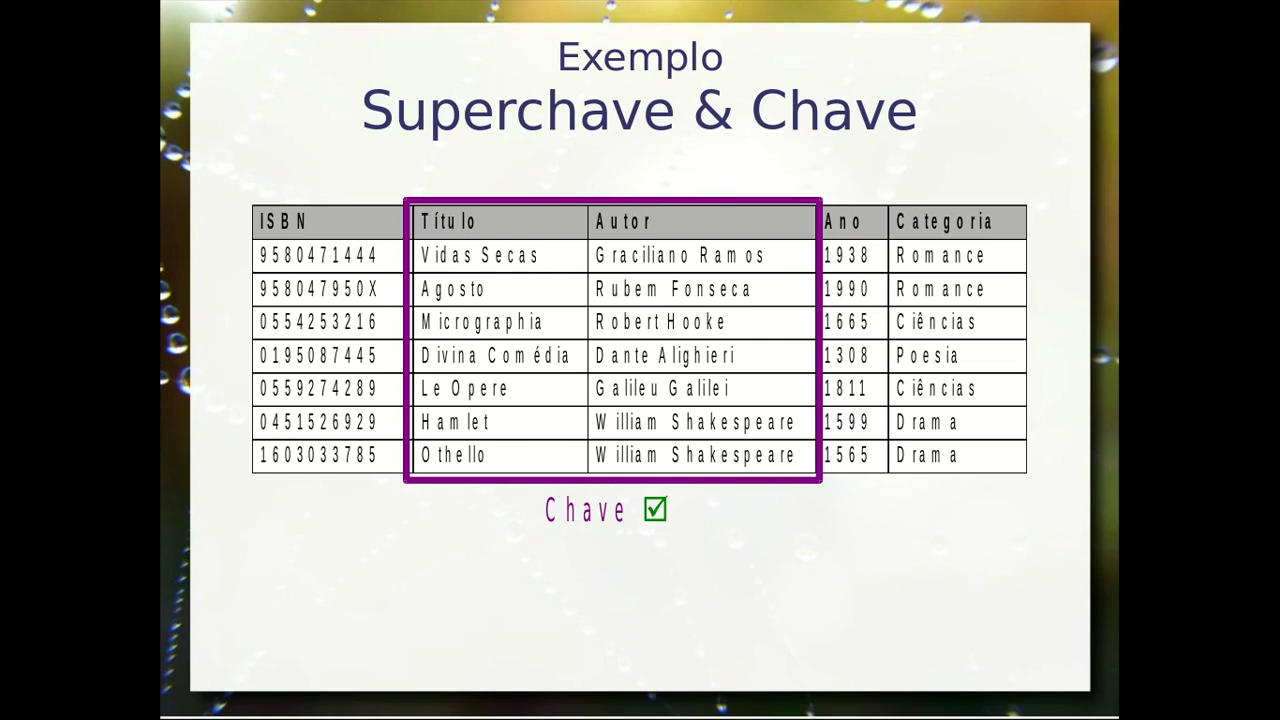 Exemplo
Superchave & Chave
ISBN Título Autor Ano Categoria
9580471444 Vidas Secas Graciliano Ramos 1938 Romance
958047950X Agosto Rubem Fonseca 1990 Romance
0554253216 Micrographia Robert Hooke 1665 Ciências
0195087445 Divina Comédia Dante Alighieri 1308 Poesia
0559274289 Le Opere Galileu Galilei 1811 Ciências
0451526929 Hamlet William Shakespeare 1599 Drama
1603033785 Othello William Shakespeare 1565 Drama
Chave ☑